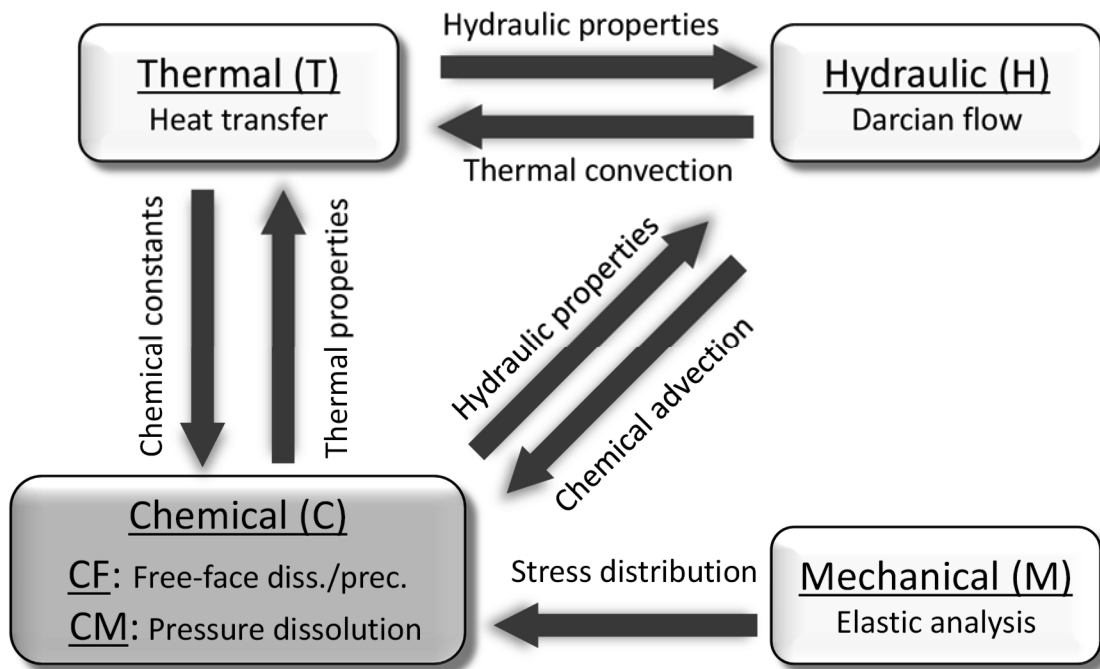 Hydraulic properties
Thermal (T)
Heat transfer
Hydraulic (H)
Darcian flow
Thermal convection
Chemical constants
Thermal properties
Hydraulic properties
Chemical advection
Chemical (C)
CF: Free-face diss./prec.
CM: Pressure dissolution
Stress distribution
Mechanical (M)
Elastic analysis